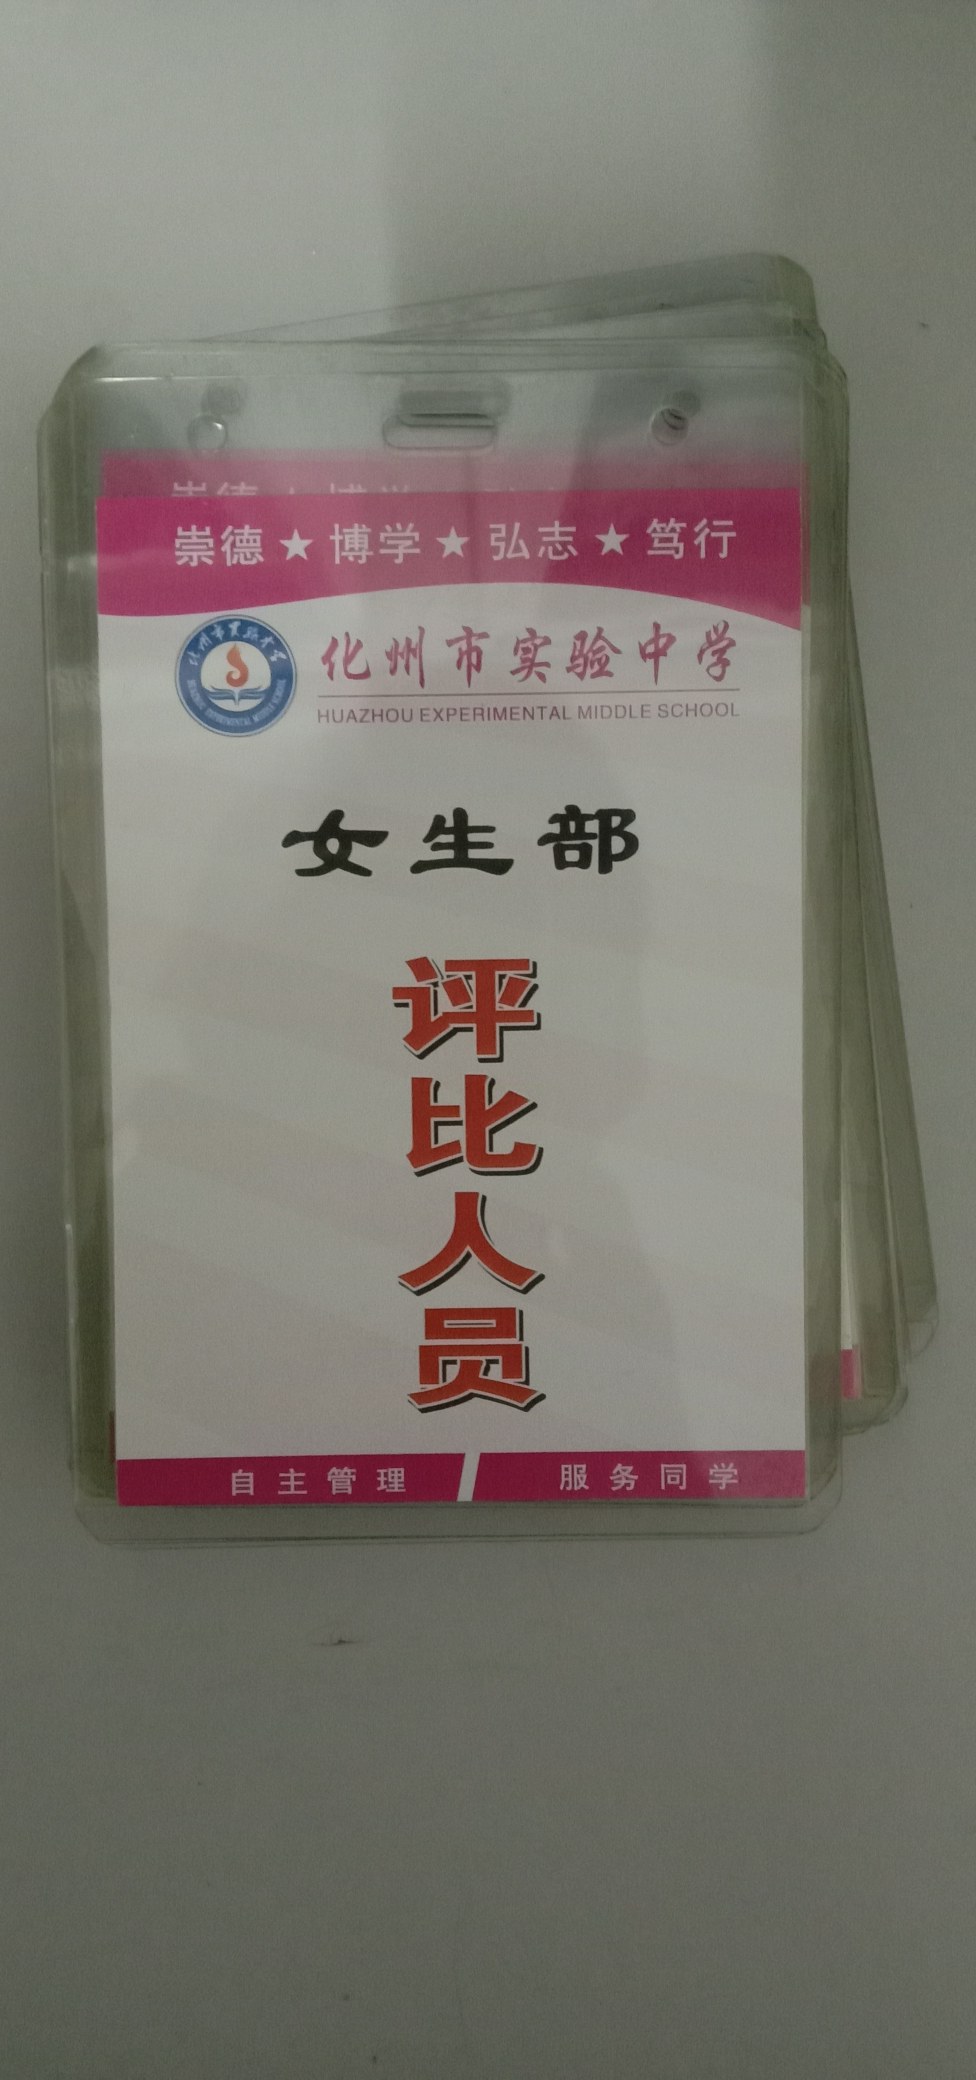 崇德★博学★弘志★笃行
化州市实验中学
HUAZHOU EXPERIMENTAL MIDDLE SCHOOL
女生部
评
比
人
员
自主管理 服务同学